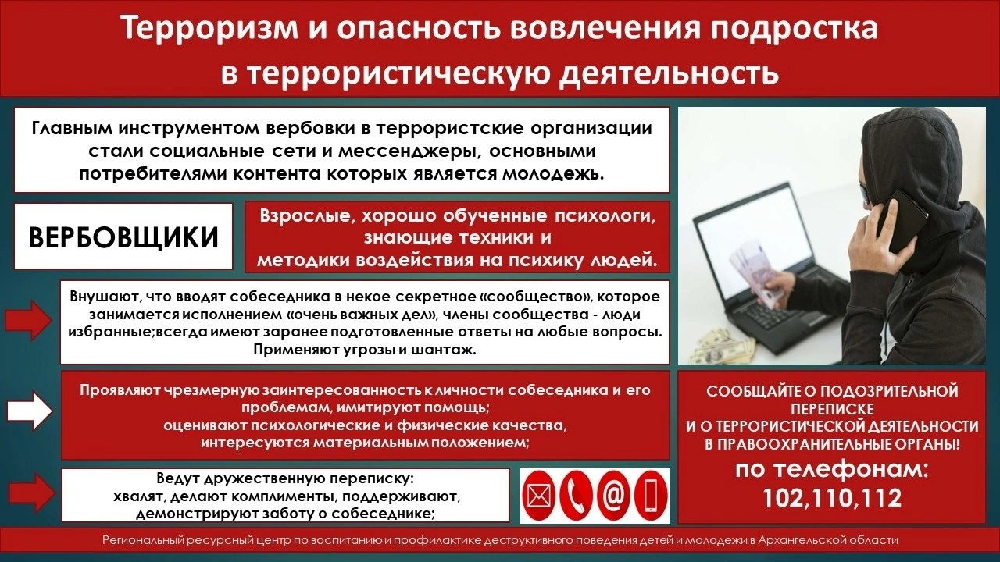 Терроризм и опасность вовлечения подростка
в террористическую деятельность
Главным инструментом вербовки в террористские организации
стали социальные сети и мессенджеры, основными
потребителями контента которых является молодежь.
ВЕРБОВЩИКИ
Взрослые, хорошо обученные психологи,
знающие техники и
методики воздействия на психику людей.
Внушают, что вводят собеседника в некое секретное «сообщество», которое
занимается исполнением «очень важных дел», члены сообщества - люди
избранные;всегда имеют заранее подготовленные ответы на любые вопросы.
Применяют угрозы и шантаж.
Проявляют чрезмерную заинтересованность к личности собеседника и его
проблемам, имитируют помощь;
оценивают психологические и физические качества,
интересуются материальным положением;
Ведут дружественную переписку:
хвалят, делают комплименты, поддерживают,
демонстрируют заботу о собеседнике;
@
СООБЩАЙТЕ О ПОДОЗРИТЕЛЬНОЙ
ПЕРЕПИСКЕ
И О ТЕРРОРИСТИЧЕСКОЙ ДЕЯТЕЛЬНОСТИ
В ПРАВООХРАНИТЕЛЬНЫЕ ОРГАНЫ!
по телефонам:
102,110,112
Региональный ресурсный центр по воспитанию и профилактике деструктивного поведения детей и молодежи в Архангельской области